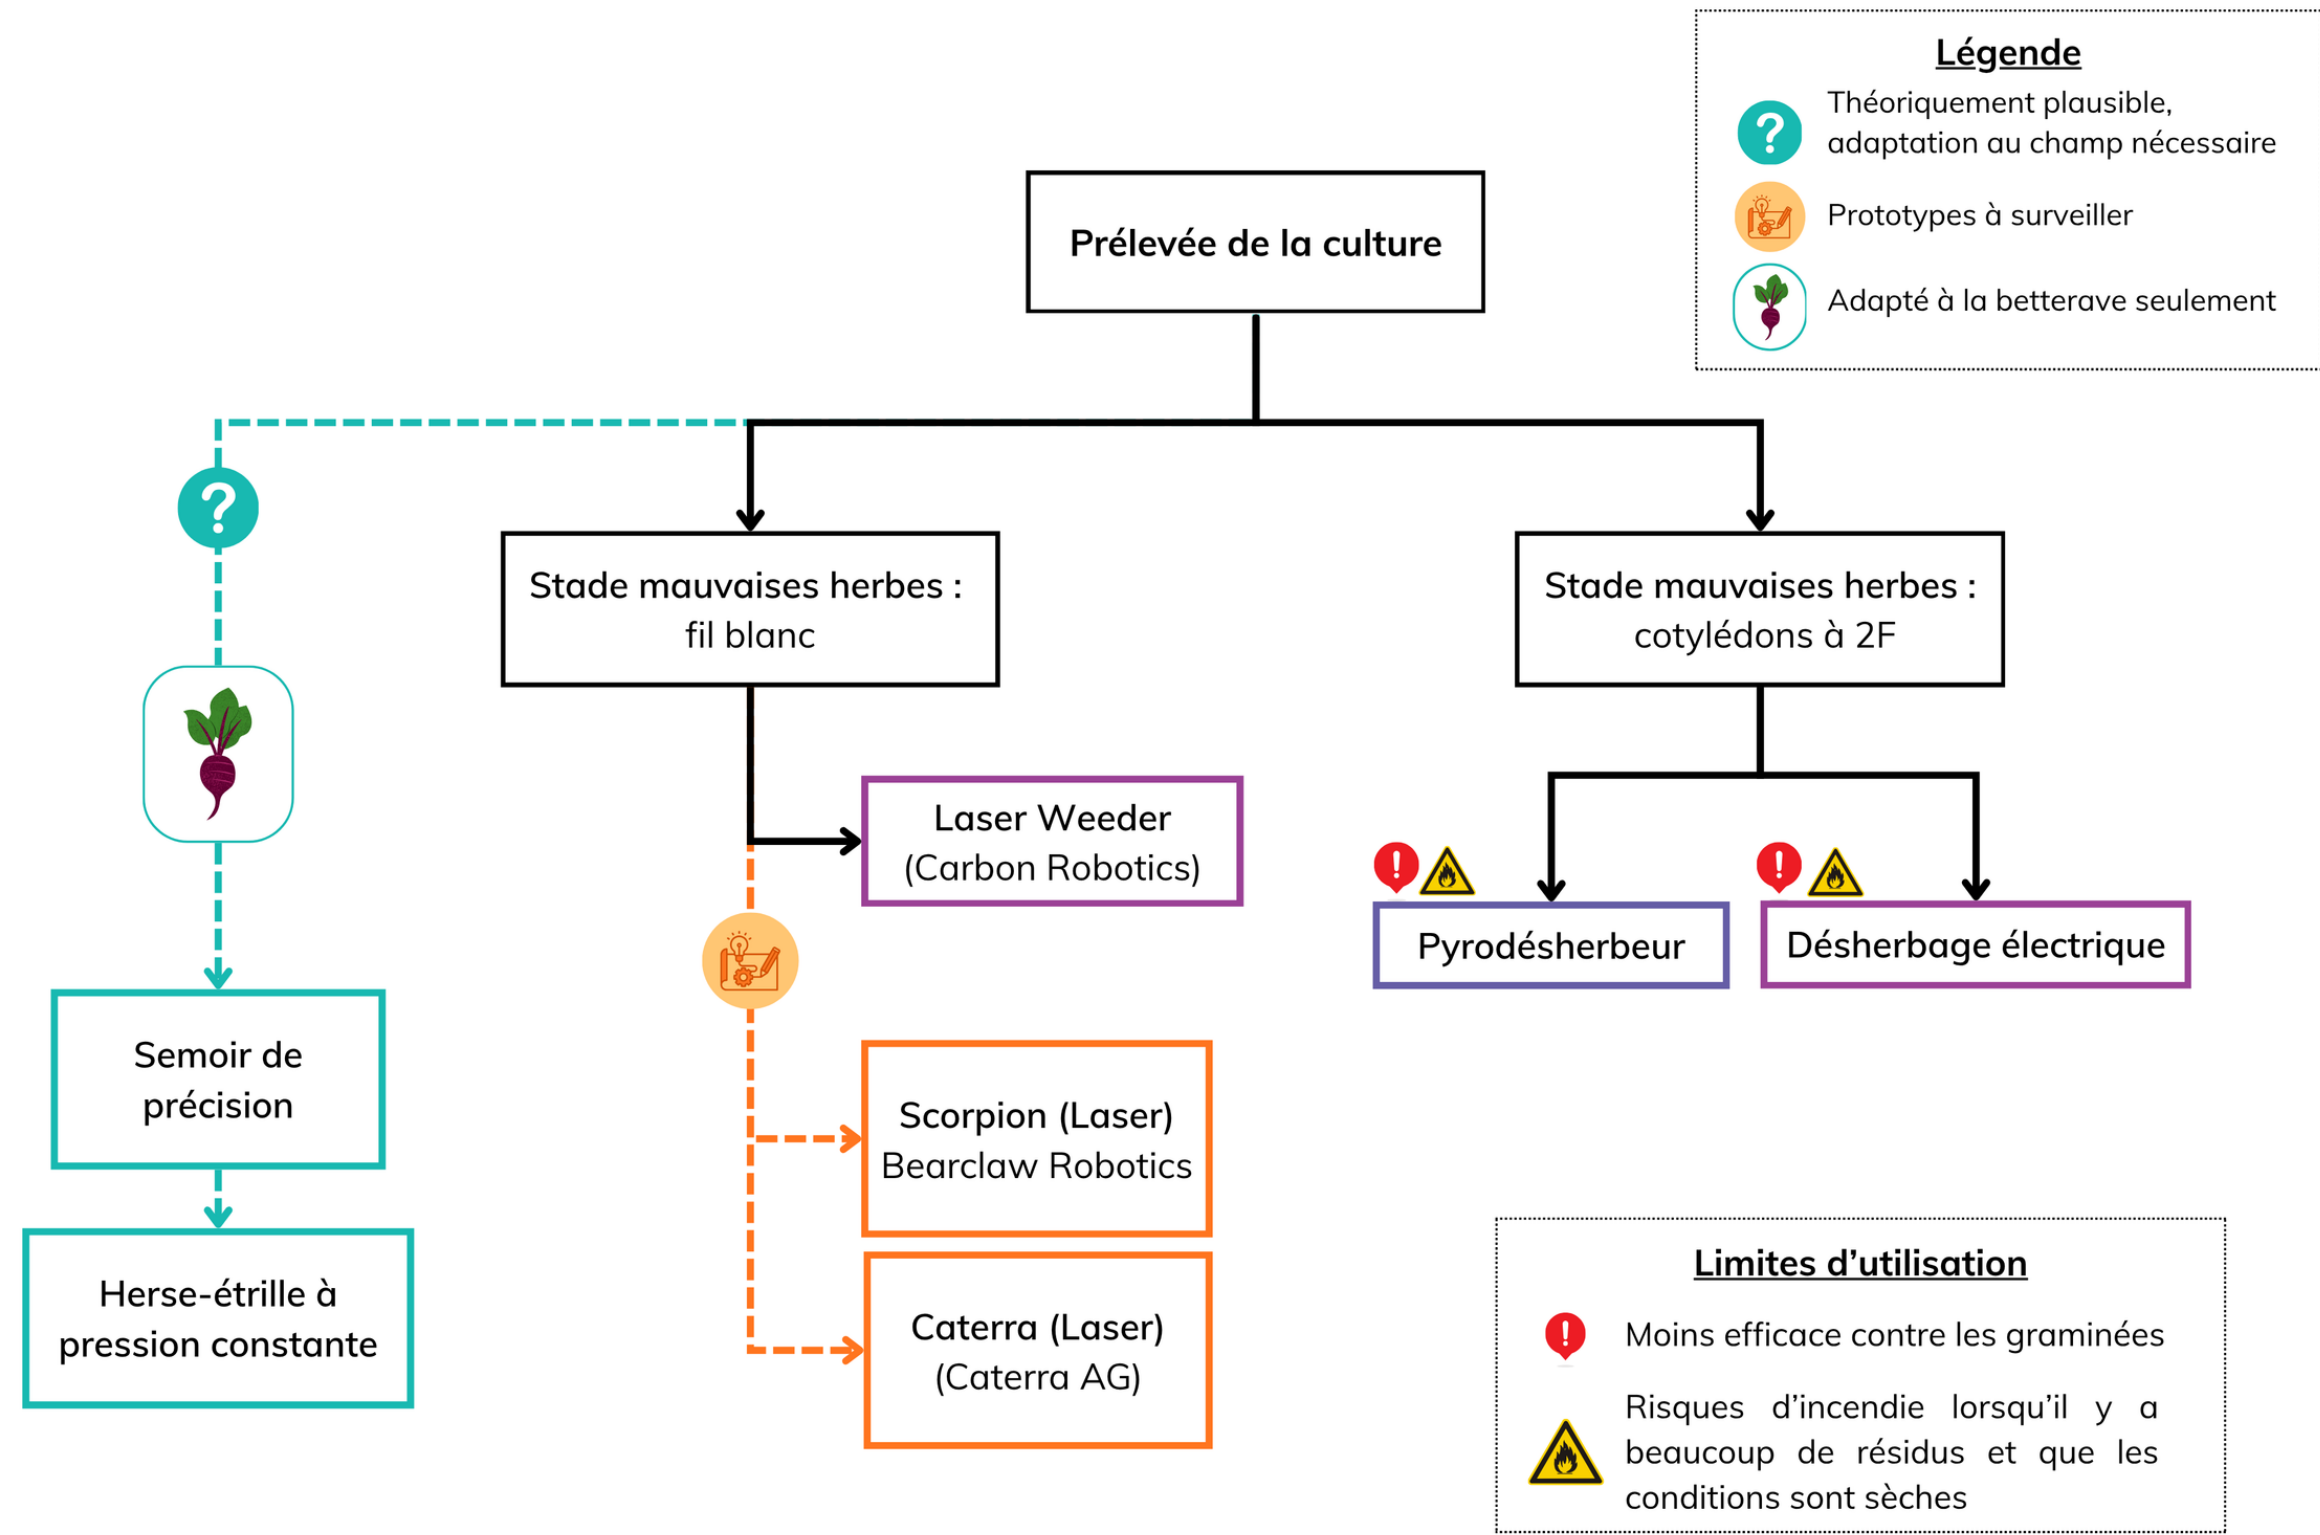 Légende
Théoriquement plausible,
adaptation au champ nécessaire
Prototypes à surveiller
Adapté à la betterave seulement
Prélevée de la culture
Stade mauvaises herbes :
fil blanc
Stade mauvaises herbes :
cotylédons à 2F
Laser Weeder
(Carbon Robotics)
Pyrodésherbeur
Désherbage électrique
Semoir de
précision
Scorpion (Laser)
Bearclaw Robotics
Herse-étrille à
pression constante
Caterra (Laser)
(Caterra AG)
Limites d’utilisation
Moins efficace contre les graminées
Risques d’incendie lorsqu’il y a
beaucoup de résidus et que les
conditions sont sèches